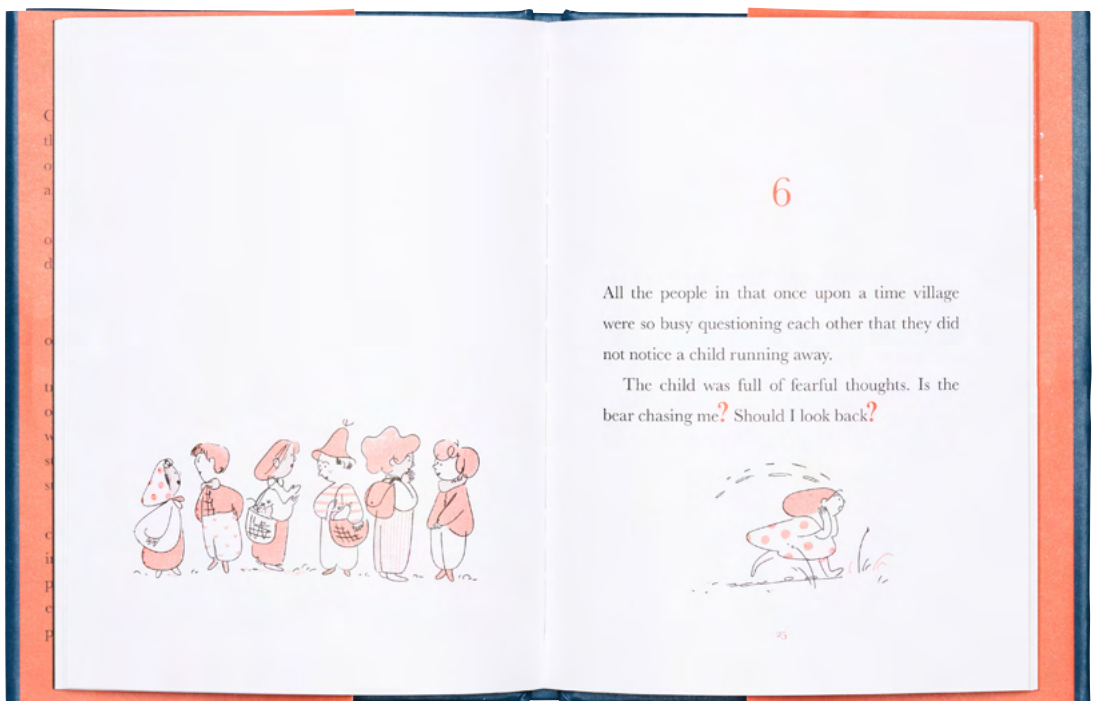 6
All the people in that once upon a time village
were so busy questioning each other that they did
not notice a child running away.
The child was full of fearful thoughts. Is the
bear chasing me? Should I look back?
25